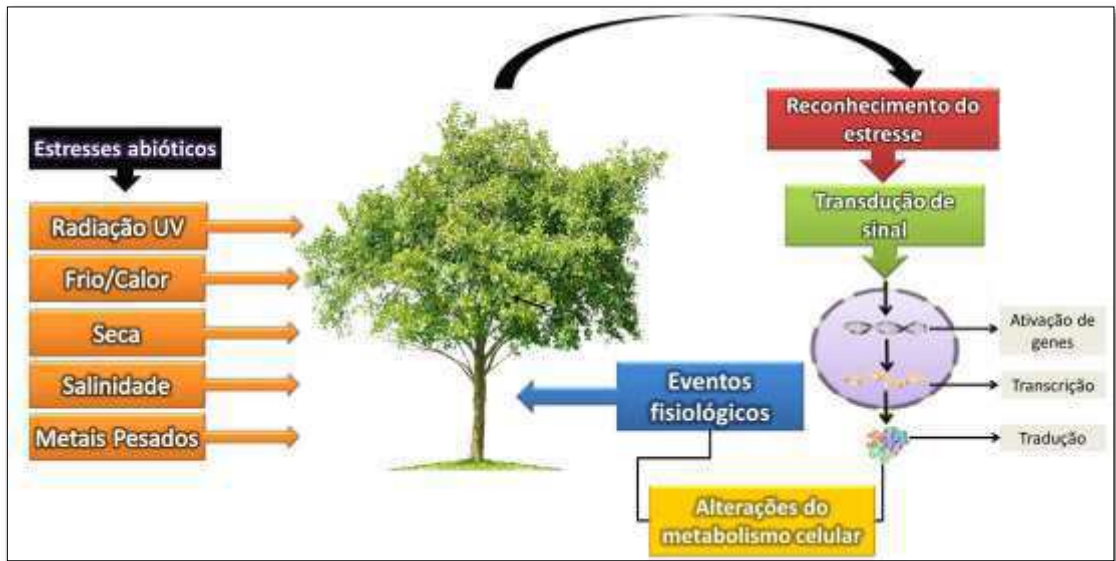 Estresses abióticos
Radiação UV
Frio/Calor
Seca
Salinidade
Metais Pesados
Reconhecimento do
estresse
Transdução de
sinal
Ativação de
genes
Transcrição
Tradução
Alterações do
metabolismo celular
Eventos
fisiológicos